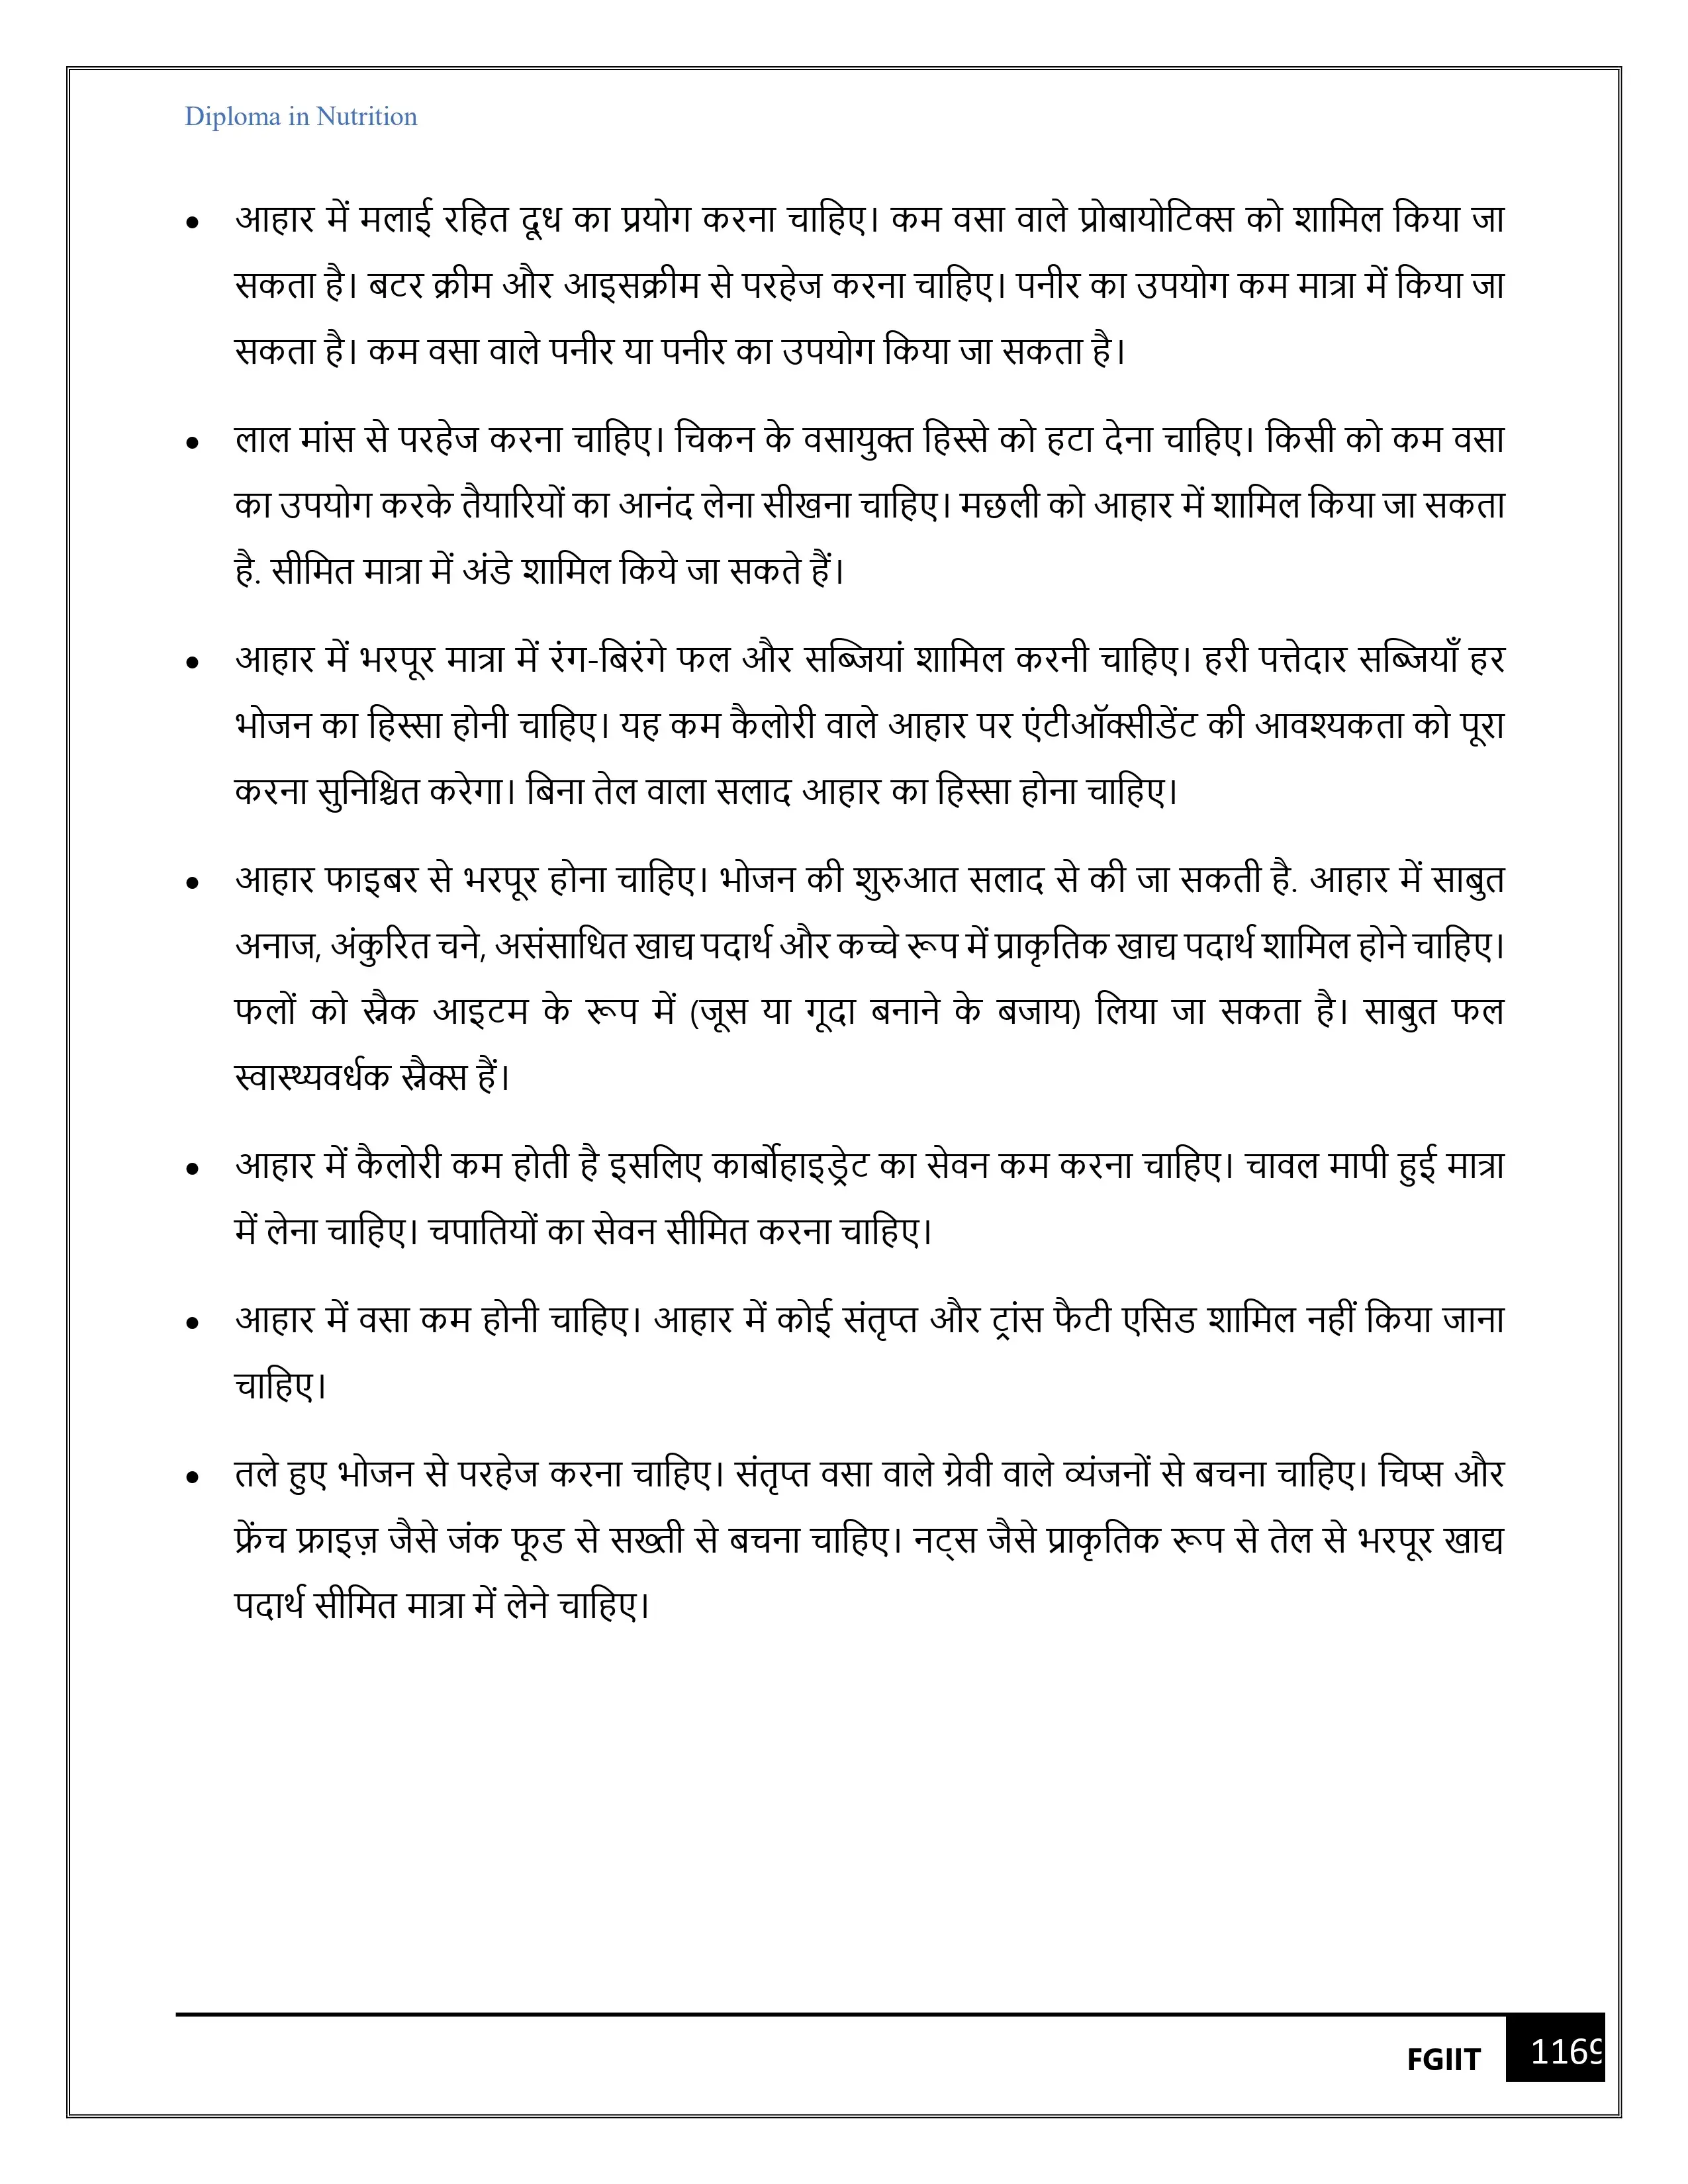 Diploma in Nutrition
• आहार में मलाई रहित दूध का प्रयोग करना चाहिए। कम वसा वाले प्रोबायोटिक्स को शामिल किया जा
सकता है। बटर क्रीम और आइसक्रीम से परहेज करना चाहिए। पनीर का उपयोग कम मात्रा में किया जा
सकता है। कम वसा वाले पनीर या पनीर का उपयोग किया जा सकता है।
• लाल मांस से परहेज करना चाहिए। चिकन के वसायुक्त हिस्से को हटा देना चाहिए। किसी को कम वसा
का उपयोग करके तैयारियों का आनंद लेना सीखना चाहिए। मछली को आहार में शामिल किया जा सकता
है. सीमित मात्रा में अंडे शामिल किये जा सकते हैं।
• आहार में भरपूर मात्रा में रंग-बिरंगे फल और सब्जियां शामिल करनी चाहिए। हरी पत्तेदार सब्जियाँ हर
भोजन का हिस्सा होनी चाहिए। यह कम कैलोरी वाले आहार पर एंटीऑक्सीडेंट की आवश्यकता को पूरा
करना सुनिश्चित करेगा। बिना तेल वाला सलाद आहार का हिस्सा होना चाहिए।
• आहार फाइबर से भरपूर होना चाहिए। भोजन की शुरुआत सलाद से की जा सकती है. आहार में साबुत
अनाज, अंकुरित चने, असंसाधित खाद्य पदार्थ और कच्चे रूप में प्राकृतिक खाद्य पदार्थ शामिल होने चाहिए।
फलों को स्नैक आइटम के रूप में (जूस या गूदा बनाने के बजाय) लिया जा सकता है। साबुत फल
स्वास्थ्यवर्धक स्नैक्स हैं।
• आहार में कैलोरी कम होती है इसलिए कार्बोहाइड्रेट का सेवन कम करना चाहिए। चावल मापी हुई मात्रा
में लेना चाहिए। चपातियों का सेवन सीमित करना चाहिए।
• आहार में वसा कम होनी चाहिए। आहार में कोई संतृप्त और ट्रांस फैटी एसिड शामिल नहीं किया जाना
चाहिए।
• तले हुए भोजन से परहेज करना चाहिए। संतृप्त वसा वाले ग्रेवी वाले व्यंजनों से बचना चाहिए। चिप्स और
फ्रेंच फ्राइज़ जैसे जंक फूड से सख्ती से बचना चाहिए। नट्स जैसे प्राकृतिक रूप से तेल से भरपूर खाद्य
पदार्थ सीमित मात्रा में लेने चाहिए।
FGIIT 1169